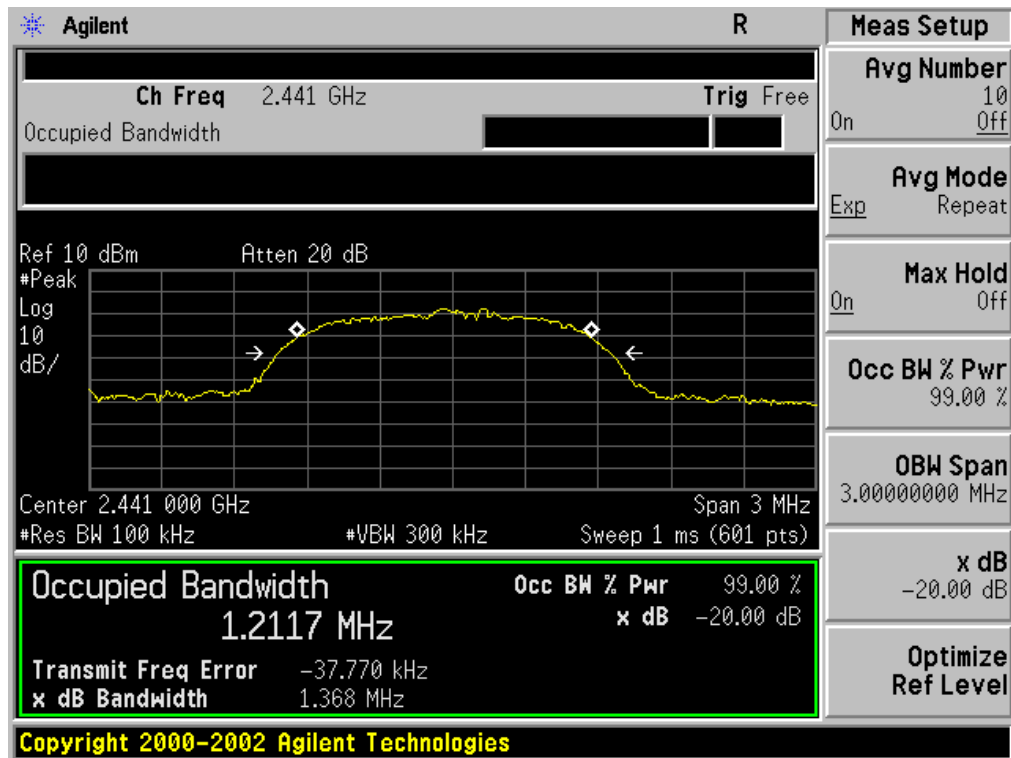 Agilent R Meas Setup
Ch Freq 2.441 GHz Trig Free
Occupied Bandwidth
Ref 10 dBm Atten 20 dB
#Peak
Log
10
dB/
Center 2.441 000 GHz Span 3 MHz
#Res BW 100 kHz #VBW 300 kHz Sweep 1 ms (601 pts)
Occupied Bandwidth Occ BW % Pwr 99.00 %
1.2117 MHz x dB -20.00 dB
Transmit Freq Error -37.770 kHz
x dB Bandwidth 1.368 MHz
Copyright 2000-2002 Agilent Technologies
Avg Number
10
On Off
Avg Mode
Exp Repeat
Max Hold
On Off
Occ BW % Pwr
99.00 %
OBW Span
3.00000000 MHz
x dB
-20.00 dB
Optimize
Ref Level